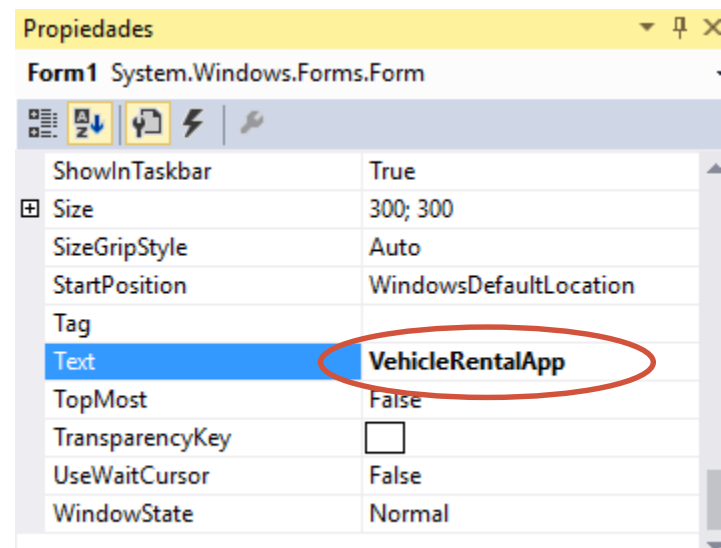 Propiedades
Form1 System.Windows.Forms.Form
ShowInTaskbar True
Size 300; 300
SizeGripStyle Auto
StartPosition WindowsDefaultLocation
Tag
Text VehicleRentalApp
TopMost False
TransparencyKey
UseWaitCursor False
WindowState Normal